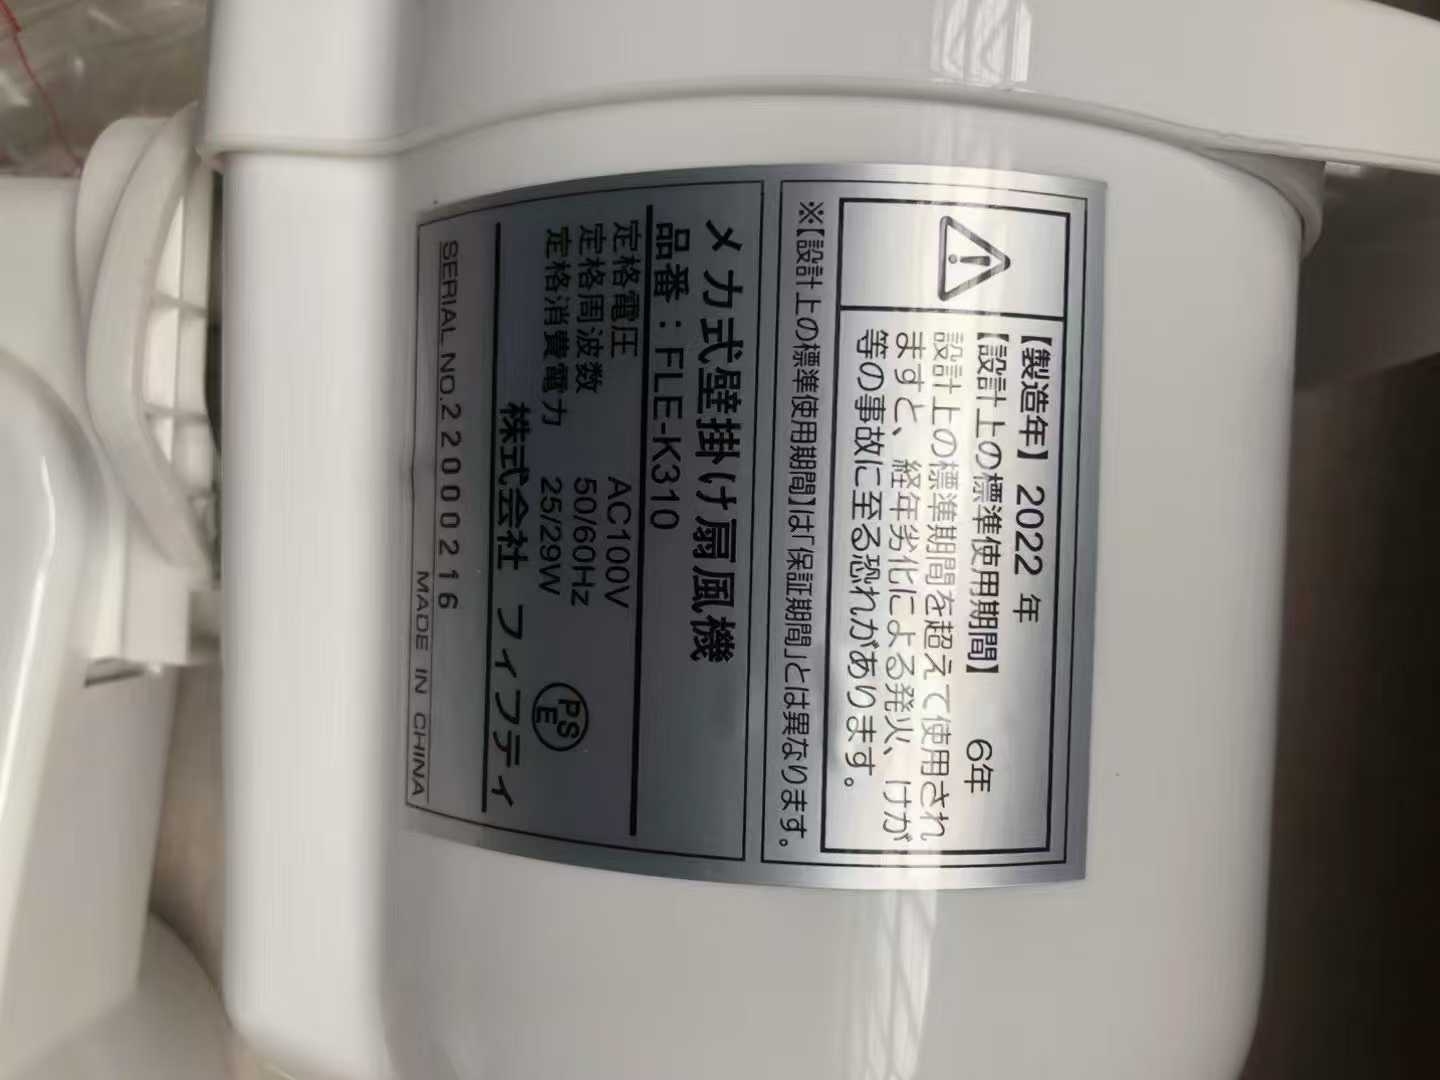 【製造年】 2022 年
【設計上の標準使用期間】 6年
設計上の標準期間を超えて使用され
ますと、経年劣化による発火、けが
等の事故に至る恐れがあります。
※【設計上の標準使用期間】は「保証期間」とは異なります。
メカ式壁掛け扇風機
品番：FLE-K310
定格電圧 AC100V
定格周波数 50/60Hz
定格消費電力 25/29W
PS
E
株式会社 フィフティ
SERIAL NO.22000216
MADE IN CHINA